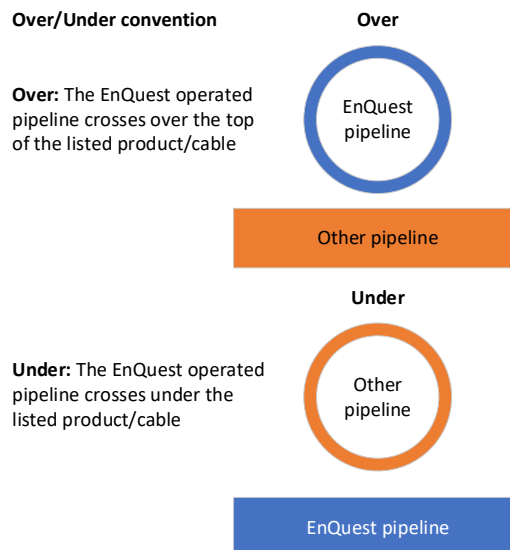 Over/Under convention
Over
Over: The EnQuest operated
pipeline crosses over the top
of the listed product/cable
EnQuest
pipeline
Other pipeline
Under
Under: The EnQuest operated
pipeline crosses under the
listed product/cable
Other
pipeline
EnQuest pipeline